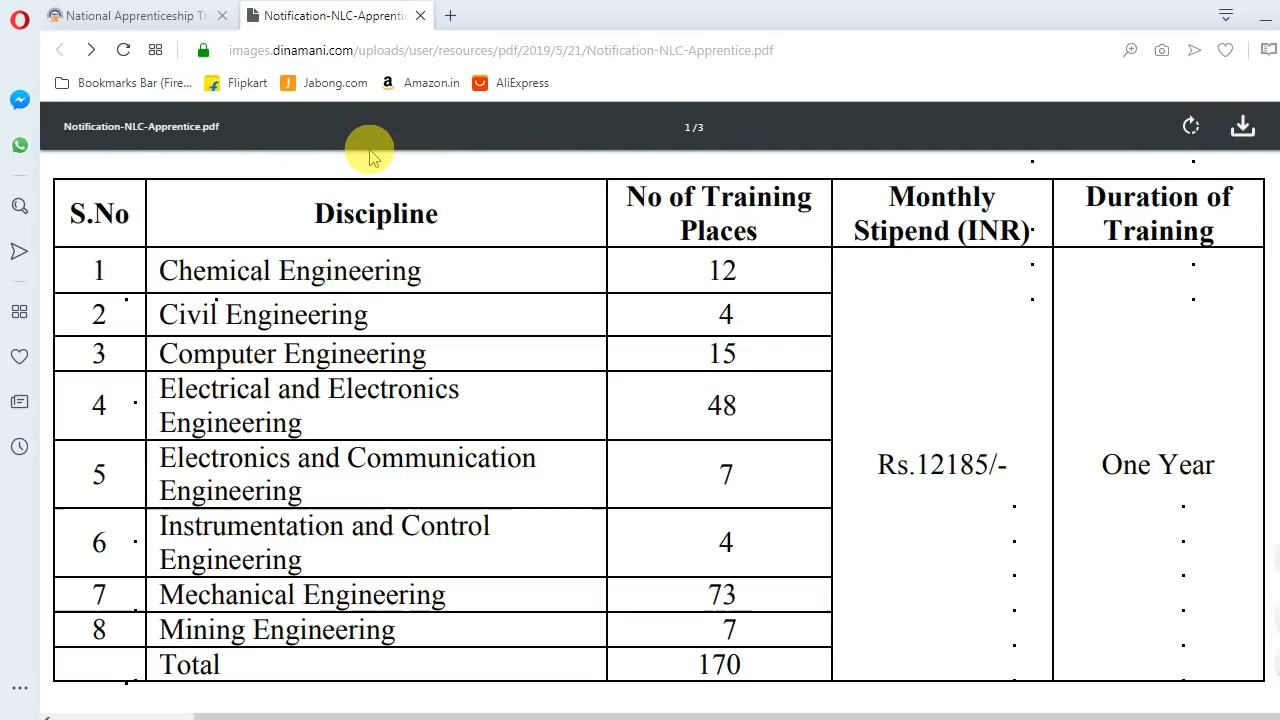 National Apprenticeship T
Notification-NLC-Apprentic
images.dinamani.com/uploads/user/resources/pdf/2019/5/21/Notification-NLC-Apprentice.pdf
Bookmarks Bar (Fire... Flipkart Jabong.com Amazon.in AliExpress
Notification-NLC-Apprentice.pdf 1/3
S.No Discipline No of Training Places Monthly Stipend (INR) Duration of Training
1 Chemical Engineering 12
2 Civil Engineering 4
3 Computer Engineering 15
4 Electrical and Electronics Engineering 48
5 Electronics and Communication Engineering 7
Rs.12185/- One Year
6 Instrumentation and Control Engineering 4
7 Mechanical Engineering 73
8 Mining Engineering 7
Total 170